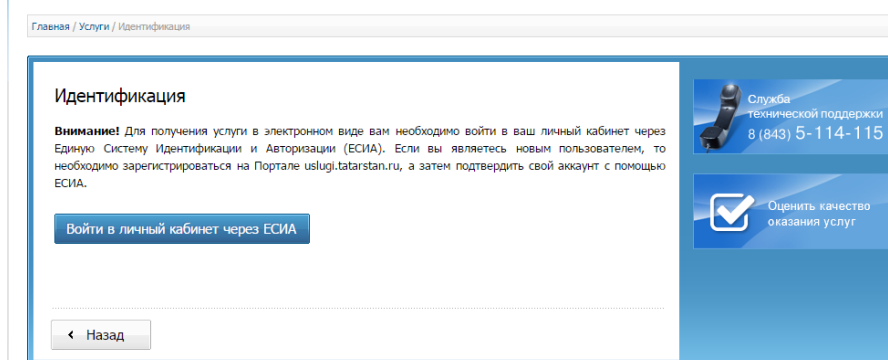 Главная / Услуги / Идентификация
Идентификация
Внимание! Для получения услуги в электронном виде вам необходимо войти в ваш личный кабинет через
Единую Систему Идентификации и Авторизации (ЕСИА). Если вы являетесь новым пользователем, то
необходимо зарегистрироваться на Портале uslugi.tatarstan.ru, а затем подтвердить свой аккаунт с помощью
ЕСИА.
Войти в личный кабинет через ЕСИА
Назад
Служба
технической поддержки
8 (843) 5-114-115
Оценить качество
оказания услуг